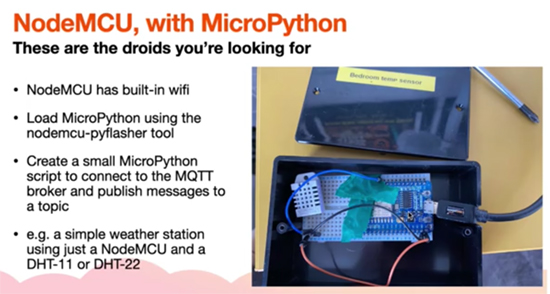 NodeMCU, with MicroPython
These are the droids you're looking for
• NodeMCU has built-in wifi
• Load MicroPython using the
nodemcu-pyflasher tool
• Create a small MicroPython
script to connect to the MQTT
broker and publish messages to
a topic
• e.g. a simple weather station
using just a NodeMCU and a
DHT-11 or DHT-22
Bedroom temp sensor